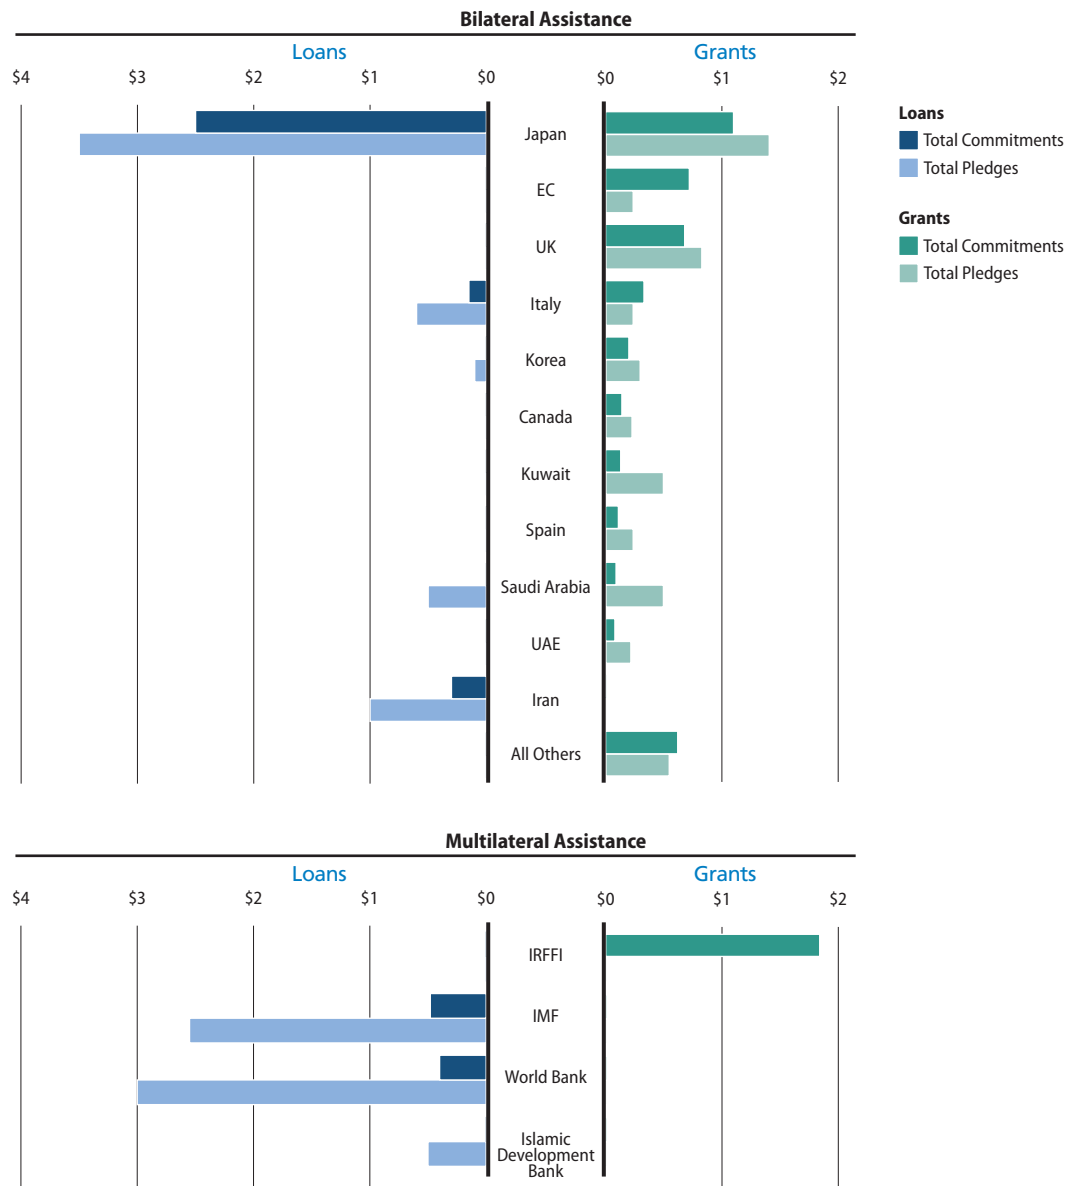 Bilateral Assistance
Loans Grants
$4 $3 $2 $1 $0 $0 $1 $2
Japan
EC
UK
Italy
Korea
Canada
Kuwait
Spain
Saudi Arabia
UAE
Iran
All Others
Loans
Total Commitments
Total Pledges
Grants
Total Commitments
Total Pledges
Multilateral Assistance
Loans Grants
$4 $3 $2 $1 $0 $0 $1 $2
IRFFI
IMF
World Bank
Islamic
Development
Bank